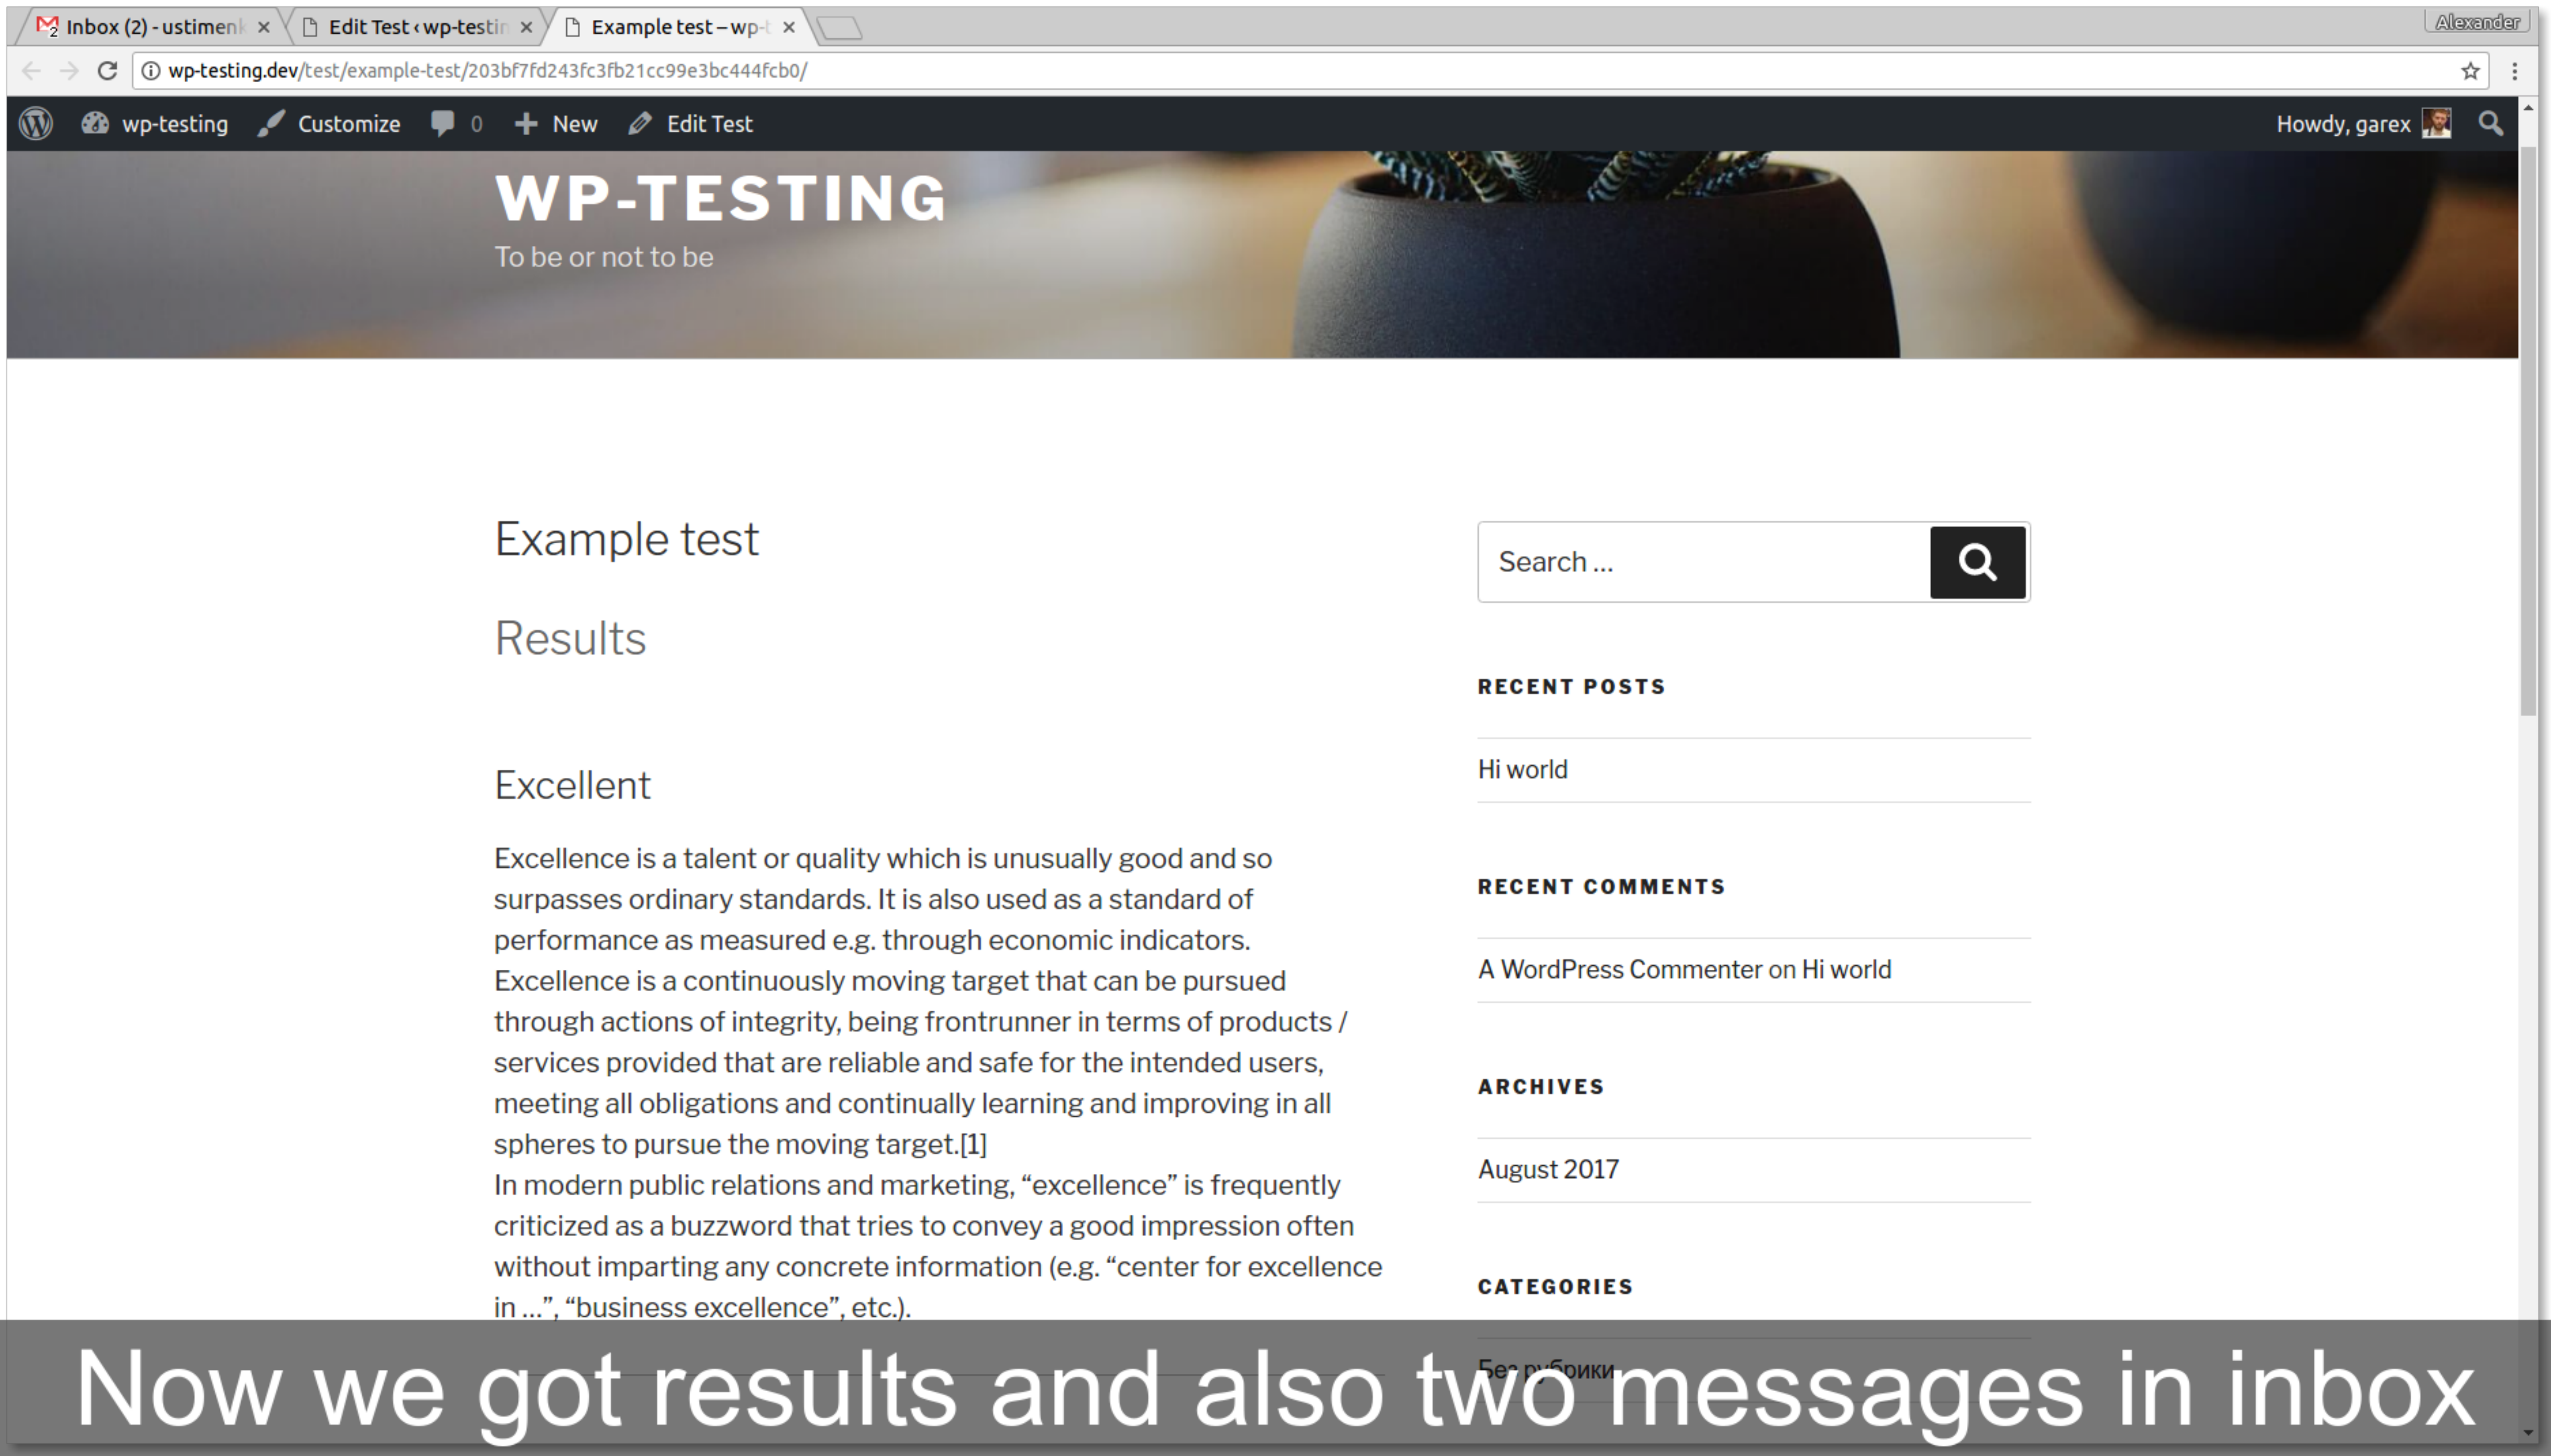 Inbox (2) - ustimenk
Edit Test ‹ wp-testin
Example test – wp-t
Alexander
wp-testing.dev/test/example-test/203bf7fd243fc3fb21cc99e3bc444fcb0/
wp-testing
Customize
0
New
Edit Test
Howdy, garex
WP-TESTING
To be or not to be
Example test
Results
Excellent
Excellence is a talent or quality which is unusually good and so
surpasses ordinary standards. It is also used as a standard of
performance as measured e.g. through economic indicators.
Excellence is a continuously moving target that can be pursued
through actions of integrity, being frontrunner in terms of products /
services provided that are reliable and safe for the intended users,
meeting all obligations and continually learning and improving in all
spheres to pursue the moving target.[1]
In modern public relations and marketing, “excellence” is frequently
criticized as a buzzword that tries to convey a good impression often
without imparting any concrete information (e.g. “center for excellence
in …”, “business excellence”, etc.).
Search …
RECENT POSTS
Hi world
RECENT COMMENTS
A WordPress Commenter on Hi world
ARCHIVES
August 2017
CATEGORIES
Без рубрики
Now we got results and also two messages in inbox